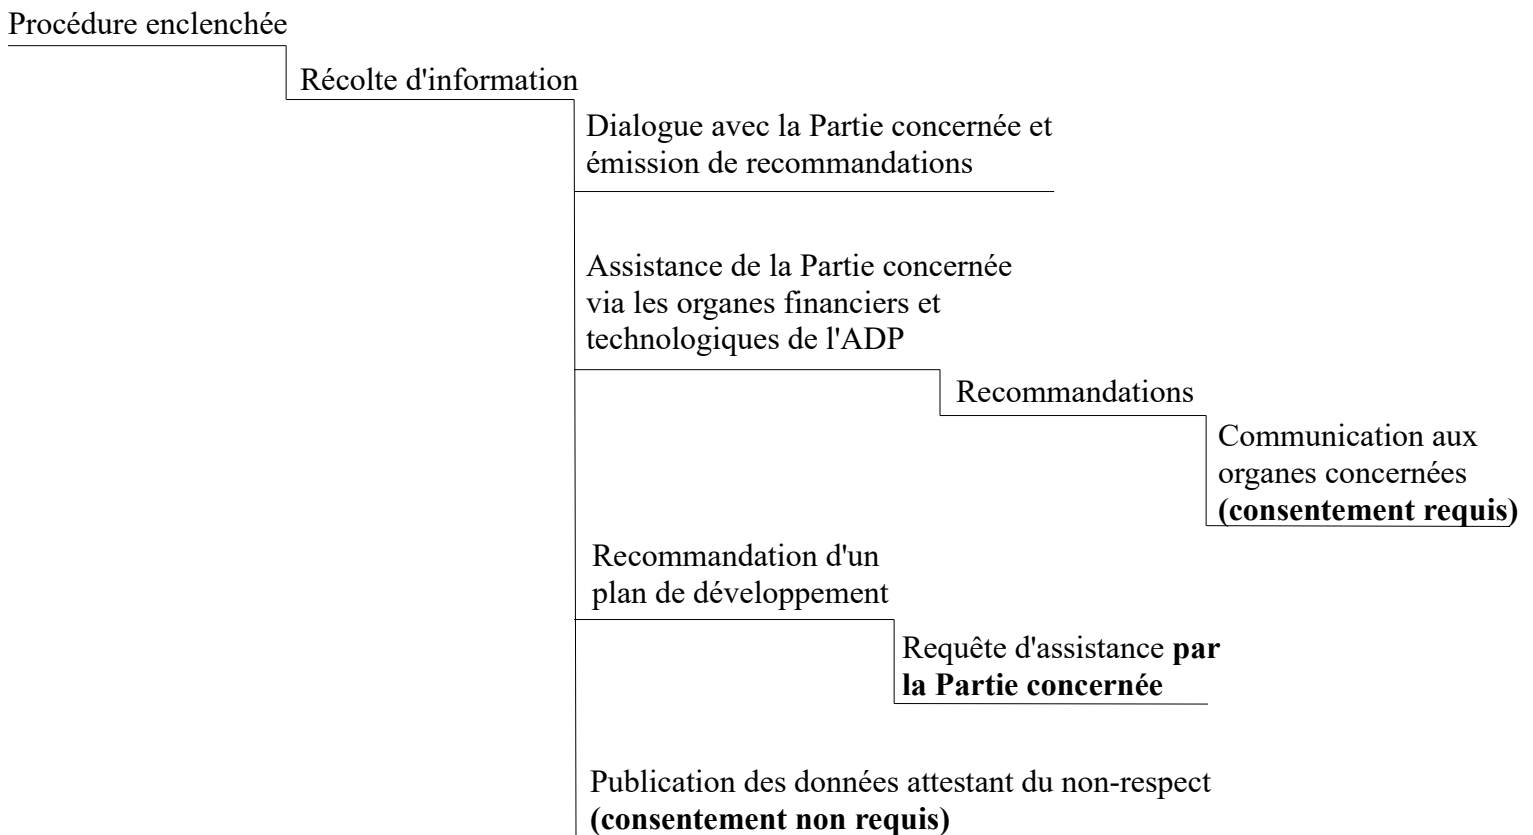 Procédure enclenchée
Récolte d'information
Dialogue avec la Partie concernée et
émission de recommandations
Assistance de la Partie concernée
via les organes financiers et
technologiques de l'ADP
Recommandations
Communication aux
organes concernées
(consentement requis)
Recommandation d'un
plan de développement
Requête d'assistance par
la Partie concernée
Publication des données attestant du non-respect
(consentement non requis)